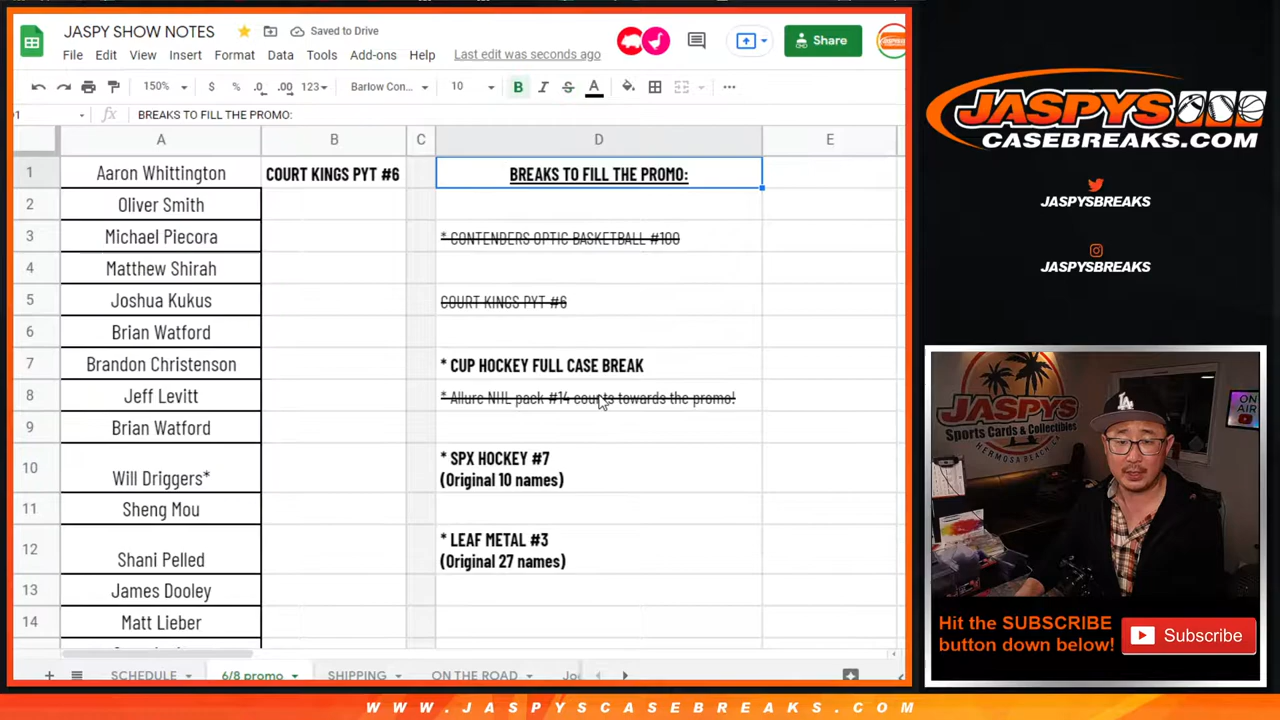 JASPY SHOW NOTES
Saved to Drive
File Edit View Insert Format Data Tools Add-ons Help Last edit was seconds ago
Share
150% $ % .0 .00 123 Barlow Con... 10 B I S A
fx BREAKS TO FILL THE PROMO:
A B C D E
1 Aaron Whittington COURT KINGS PYT #6 BREAKS TO FILL THE PROMO:
2 Oliver Smith
3 Michael Piecora * CONTENDERS OPTIC BASKETBALL #100
4 Matthew Shirah
5 Joshua Kukus COURT KINGS PYT #6
6 Brian Watford
7 Brandon Christenson * CUP HOCKEY FULL CASE BREAK
8 Jeff Levitt * Allure NHL pack #14 counts towards the promo!
9 Brian Watford
* SPX HOCKEY #7
10 Will Driggers* (Original 10 names)
11 Sheng Mou
* LEAF METAL #3
12 Shani Pelled (Original 27 names)
13 James Dooley
14 Matt Lieber
SCHEDULE 6/8 promo SHIPPING ON THE ROAD
JASPYS
CASEBREAKS.COM
JASPYSBREAKS
JASPYSBREAKS
JASPYS
Sports Cards & Collectibles
HERMOSA BEACH, CA
ON AIR
LA
Hit the SUBSCRIBE
button down below!
Subscribe
WWW.JASPYSCASEBREAKS.COM